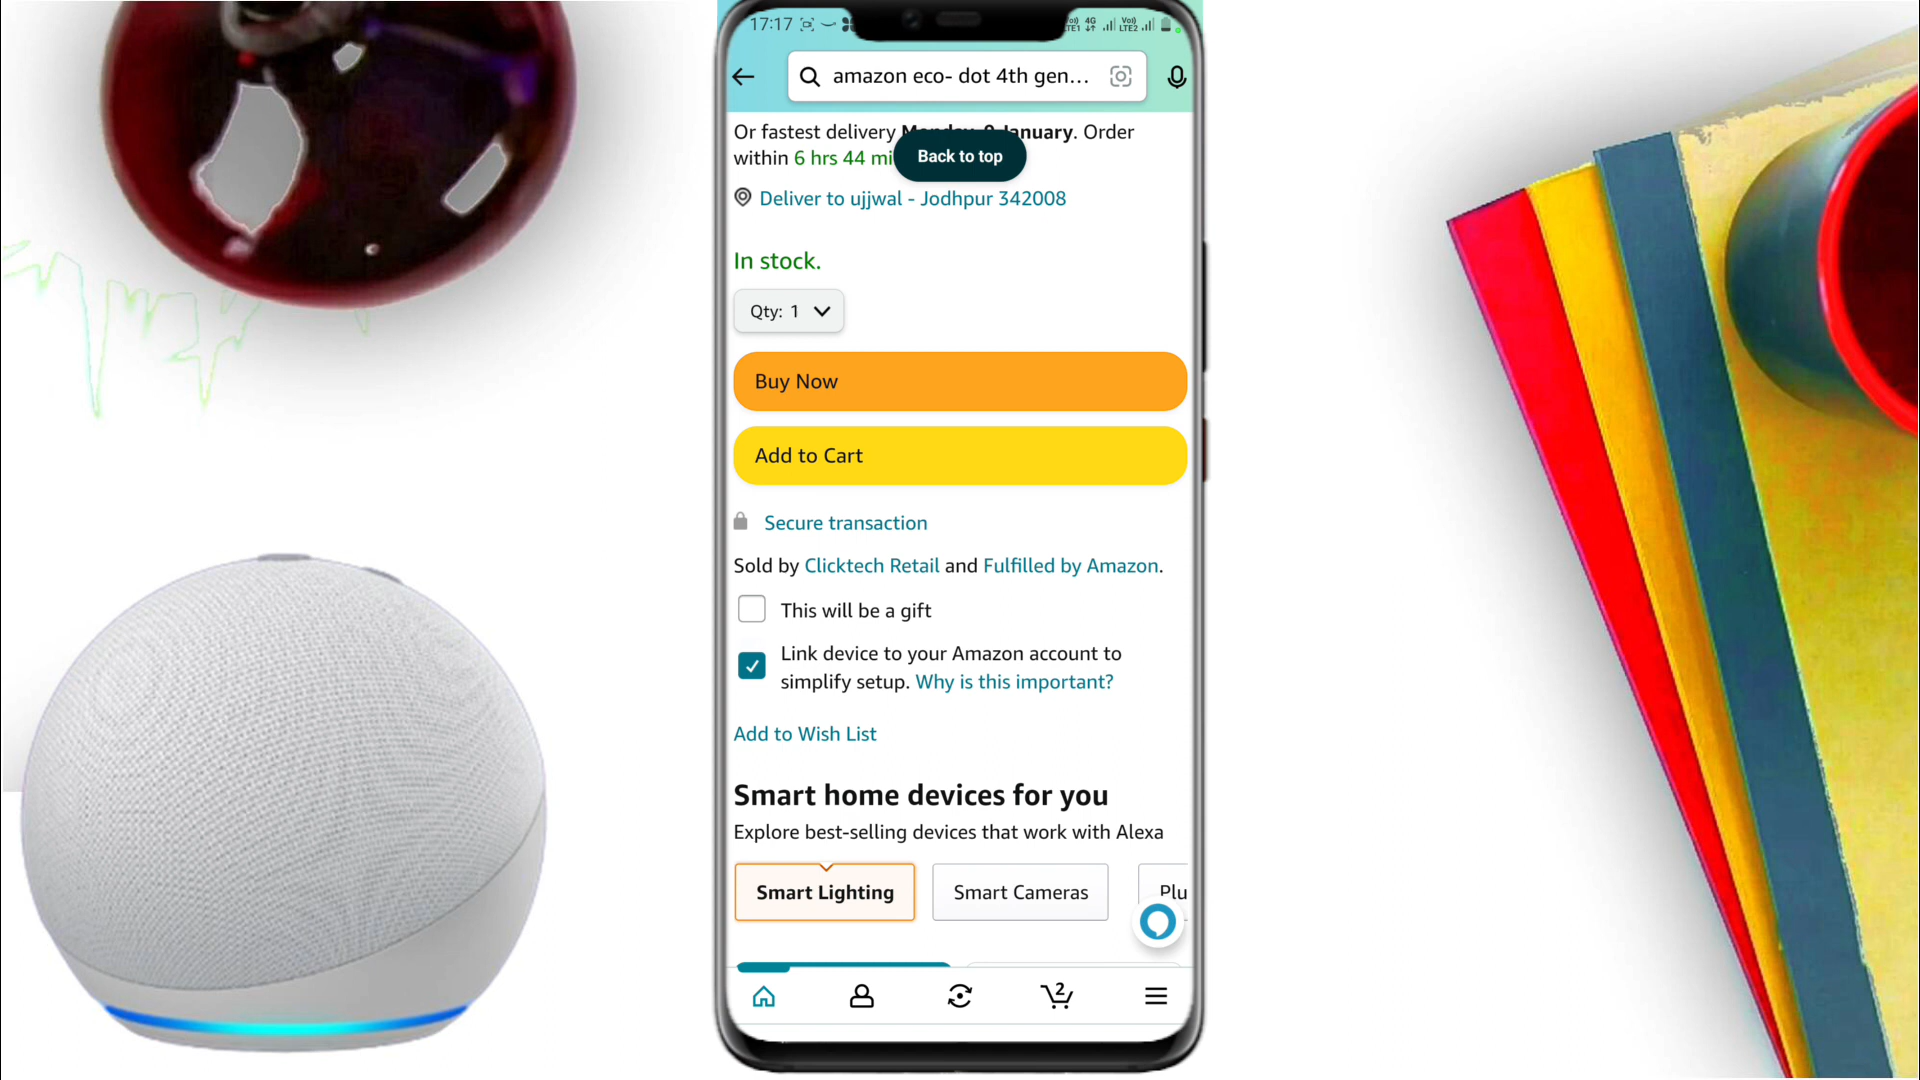 17:17
amazon eco- dot 4th gen...
Or fastest delivery Monday, 9 January. Order
within 6 hrs 44 mi
Back to top
Deliver to ujjwal - Jodhpur 342008
In stock.
Qty: 1
Buy Now
Add to Cart
Secure transaction
Sold by Clicktech Retail and Fulfilled by Amazon.
This will be a gift
Link device to your Amazon account to
simplify setup. Why is this important?
Add to Wish List
Smart home devices for you
Explore best-selling devices that work with Alexa
Smart Lighting
Smart Cameras
Plu
2